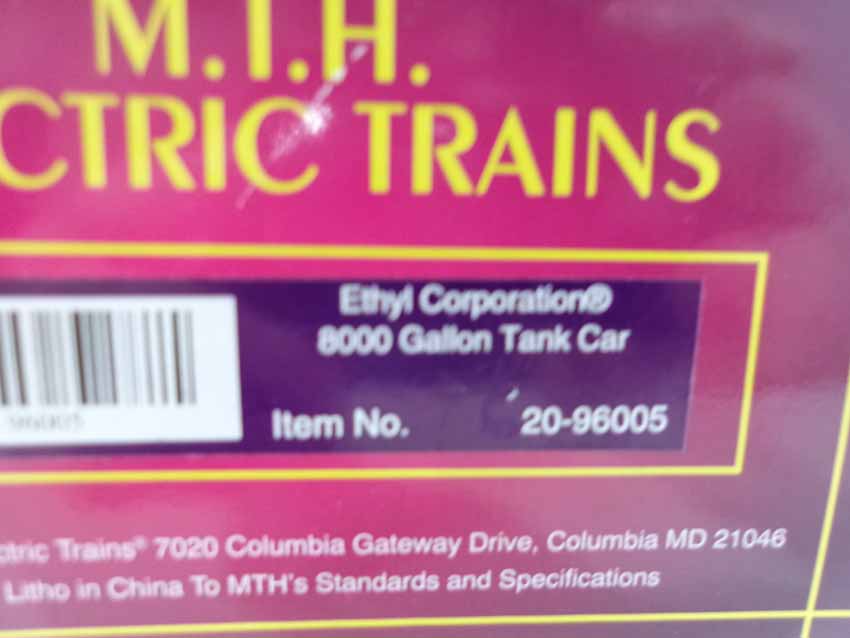 M.T.H.
CTRIC TRAINS
Ethyl Corporation®
8000 Gallon Tank Car
96005
Item No. 20-96005
ctric Trains® 7020 Columbia Gateway Drive, Columbia MD 21046
Litho in China To MTH's Standards and Specifications